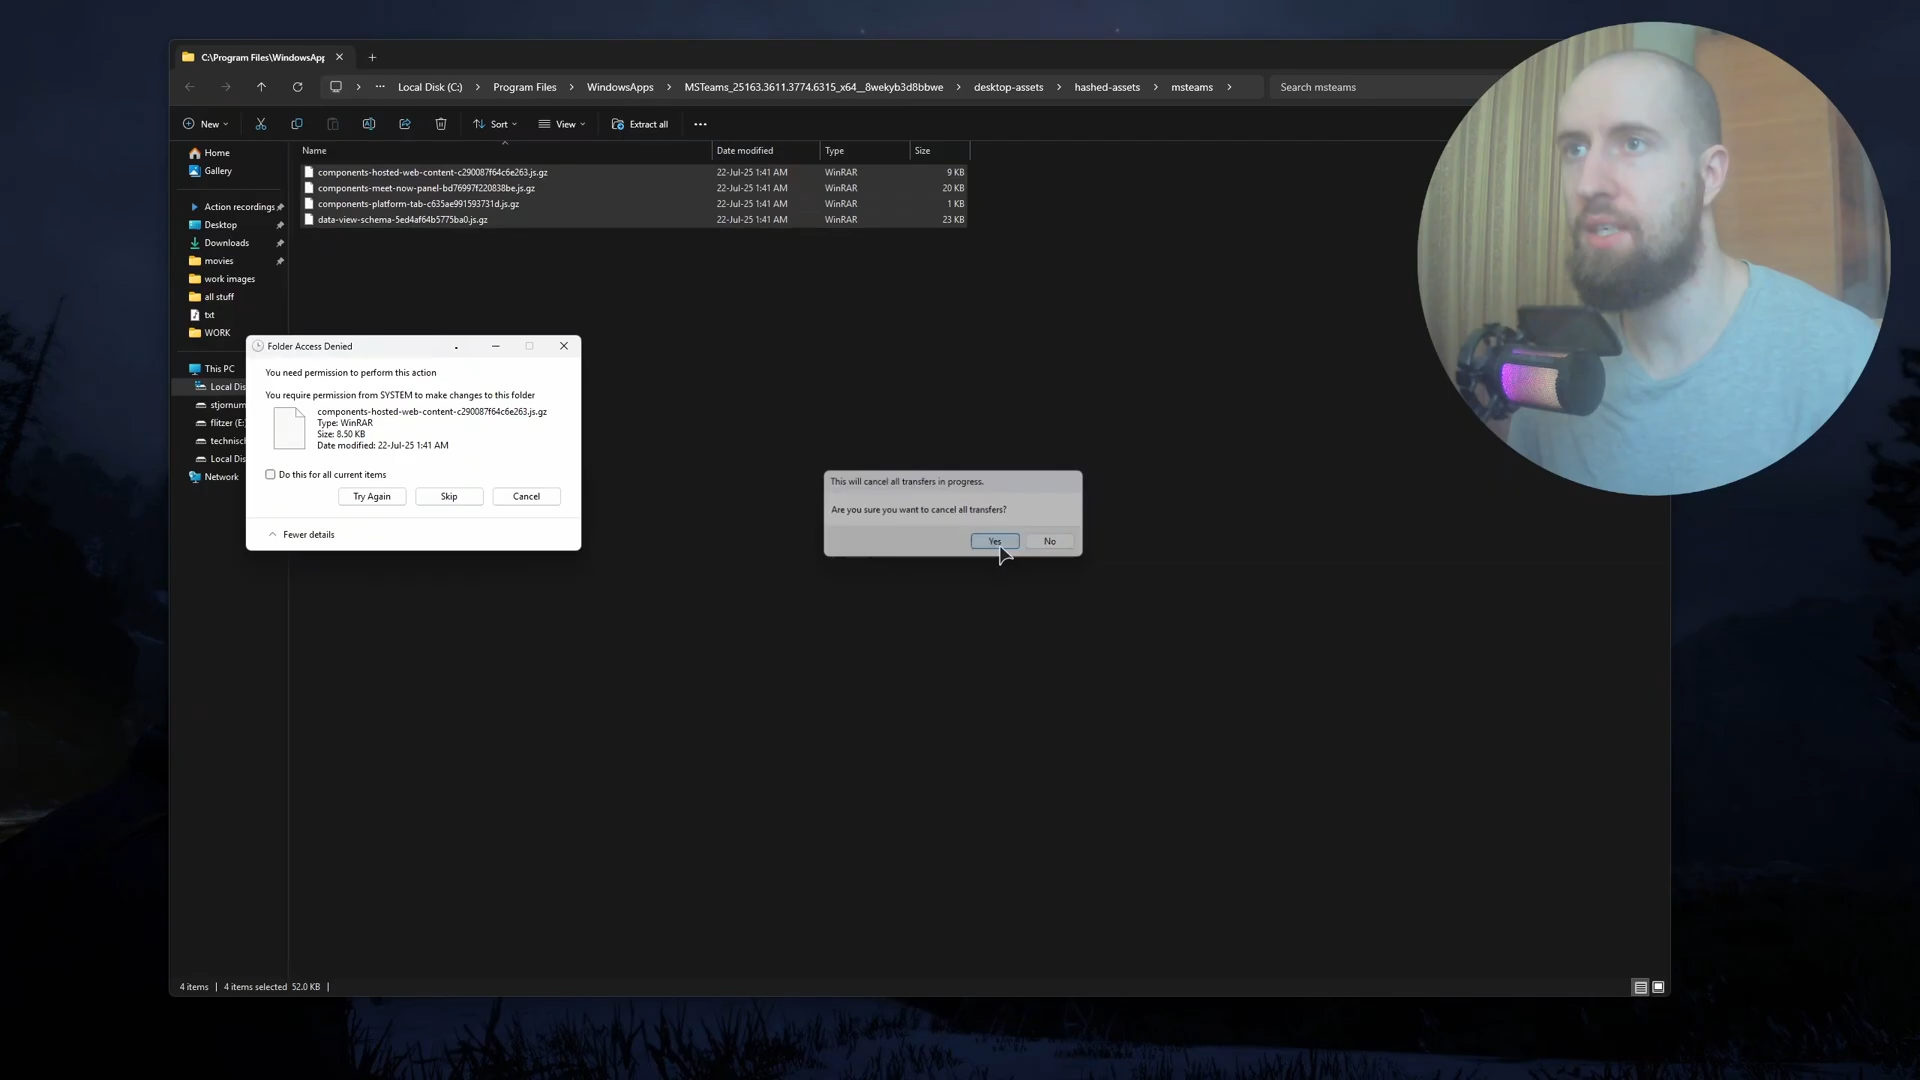 C:\Program Files\WindowsApp
Local Disk (C:) Program Files WindowsApps MSTeams_25163.3611.3774.6315_x64__8wekyb3d8bbwe desktop-assets hashed-assets msteams Search msteams
New Sort View Extract all
Name Date modified Type Size
Home
Gallery
Action recordings
Desktop
Downloads
movies
work images
all stuff
txt
WORK
This PC
Local Dis
stjornum
flitzer (E:
technisch
Local Dis
Network
components-hosted-web-content-c290087f64c6e263.js.gz 22-Jul-25 1:41 AM WinRAR 9 KB
components-meet-now-panel-bd76997f220838be.js.gz 22-Jul-25 1:41 AM WinRAR 20 KB
components-platform-tab-c635ae991593731d.js.gz 22-Jul-25 1:41 AM WinRAR 1 KB
data-view-schema-5ed4af64b5775ba0.js.gz 22-Jul-25 1:41 AM WinRAR 23 KB
Folder Access Denied
You need permission to perform this action
You require permission from SYSTEM to make changes to this folder
components-hosted-web-content-c290087f64c6e263.js.gz
Type: WinRAR
Size: 8.50 KB
Date modified: 22-Jul-25 1:41 AM
Do this for all current items
Try Again Skip Cancel
Fewer details
This will cancel all transfers in progress.
Are you sure you want to cancel all transfers?
Yes No
4 items 4 items selected 52.0 KB